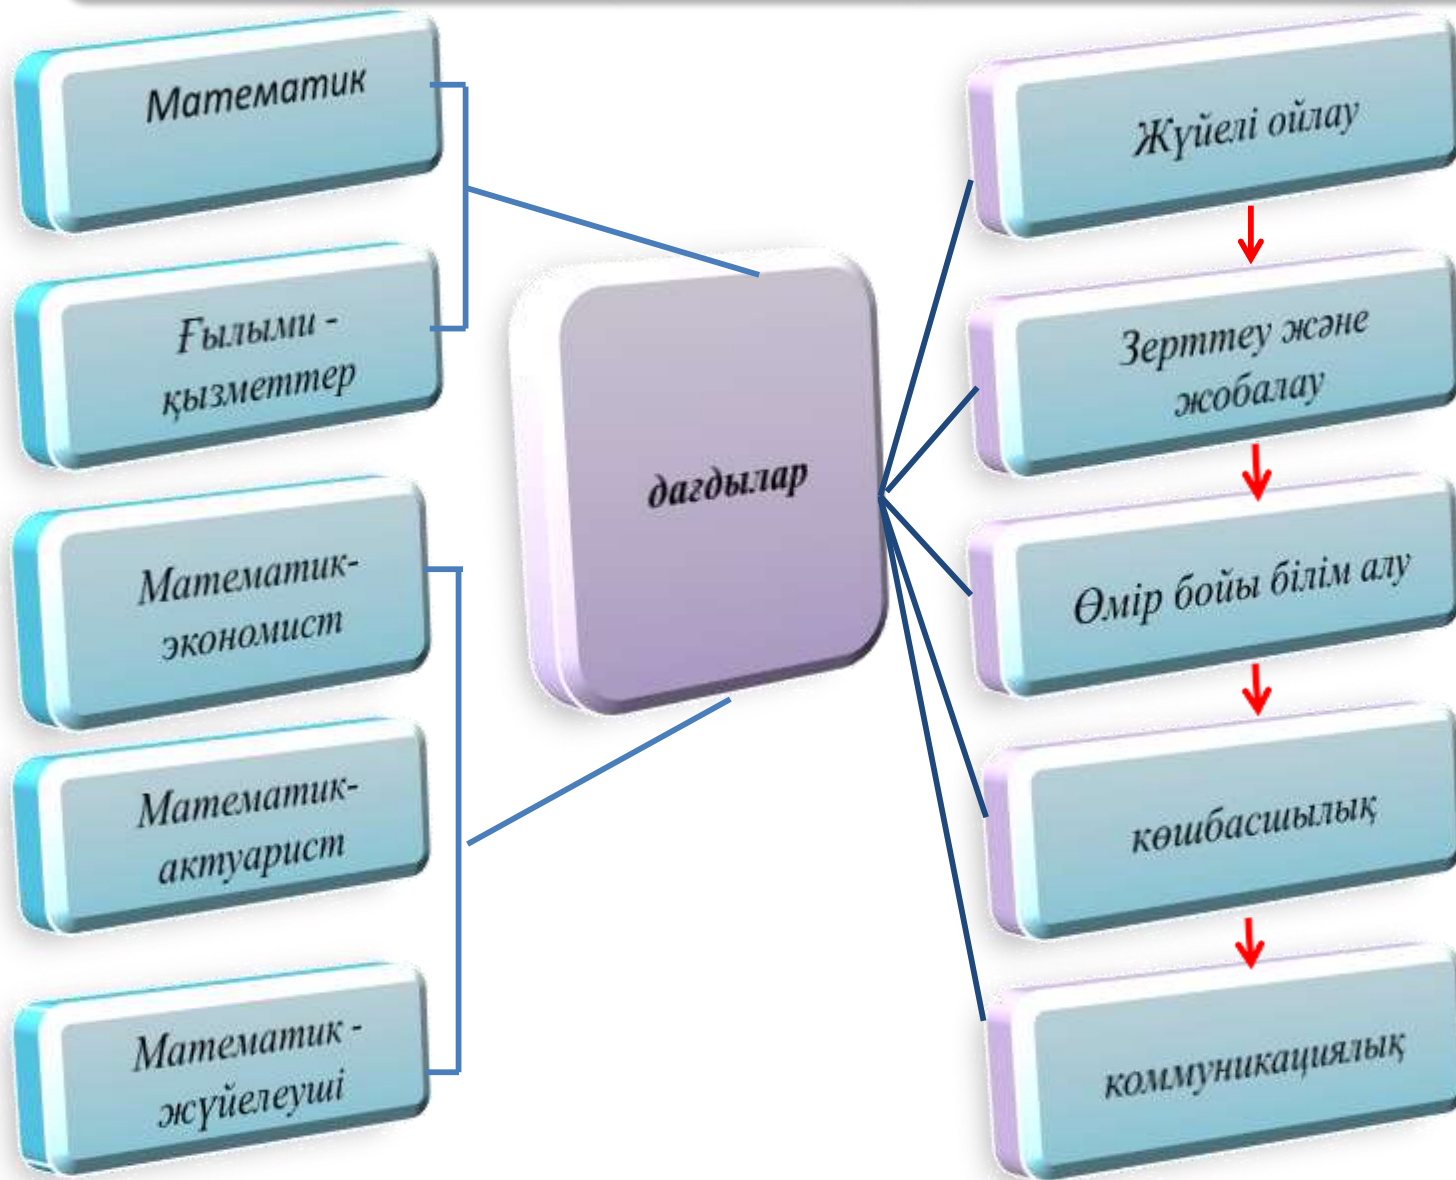 Математик
Ғылыми -
қызметтер
Математик-
экономист
Математик-
актуарист
Математик -
жүйелеуші
дағдылар
Жүйелі ойлау
Зерттеу және
жобалау
Өмір бойы білім алу
көшбасшылық
коммуникациялық